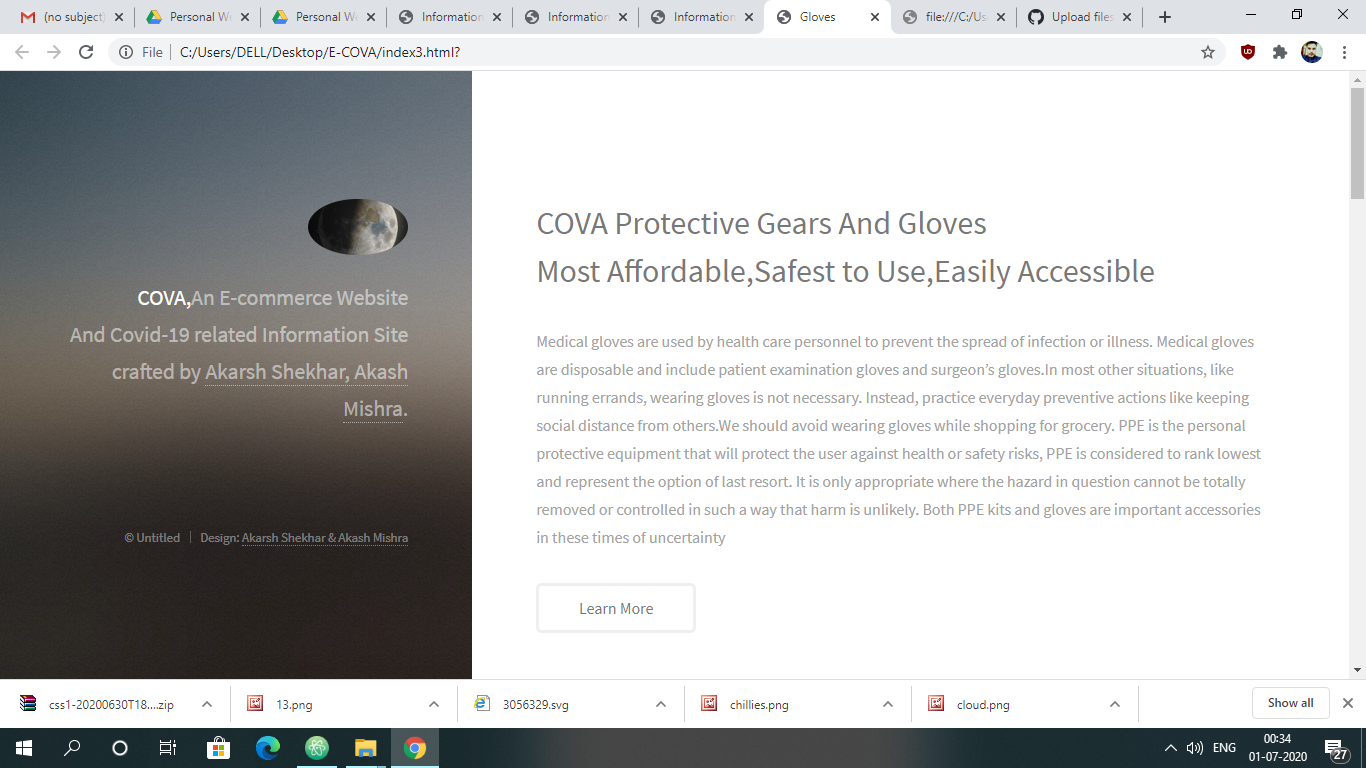 (no subject)
Personal We
Personal We
Information
Information
Information
Gloves
file:///C:/Us
Upload files
File
C:/Users/DELL/Desktop/E-COVA/index3.html?
COVA,An E-commerce Website
And Covid-19 related Information Site
crafted by Akarsh Shekhar, Akash
Mishra.
© Untitled
Design: Akarsh Shekhar & Akash Mishra
COVA Protective Gears And Gloves
Most Affordable,Safest to Use,Easily Accessible
Medical gloves are used by health care personnel to prevent the spread of infection or illness. Medical gloves
are disposable and include patient examination gloves and surgeon’s gloves.In most other situations, like
running errands, wearing gloves is not necessary. Instead, practice everyday preventive actions like keeping
social distance from others.We should avoid wearing gloves while shopping for grocery. PPE is the personal
protective equipment that will protect the user against health or safety risks, PPE is considered to rank lowest
and represent the option of last resort. It is only appropriate where the hazard in question cannot be totally
removed or controlled in such a way that harm is unlikely. Both PPE kits and gloves are important accessories
in these times of uncertainty
Learn More
css1-20200630T18....zip
13.png
3056329.svg
chillies.png
cloud.png
Show all
ENG
00:34
01-07-2020
27